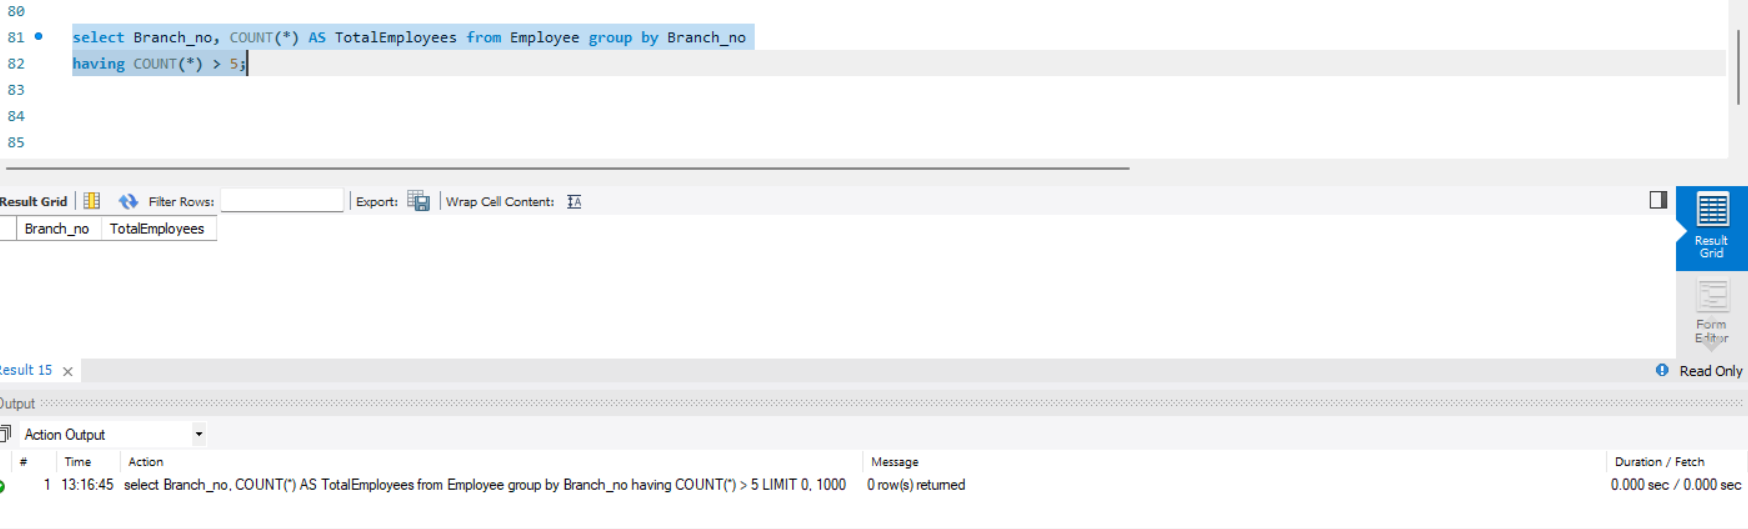 80
81 select Branch_no, COUNT(*) AS TotalEmployees from Employee group by Branch_no
82 having COUNT(*) > 5;
83
84
85
Result Grid Filter Rows: Export: Wrap Cell Content:
Branch_no TotalEmployees
Result Grid
Form Editor
Result 15 Read Only
Output
Action Output
# Time Action Message Duration / Fetch
1 13:16:45 select Branch_no, COUNT(*) AS TotalEmployees from Employee group by Branch_no having COUNT(*) > 5 LIMIT 0, 1000 0 row(s) returned 0.000 sec / 0.000 sec